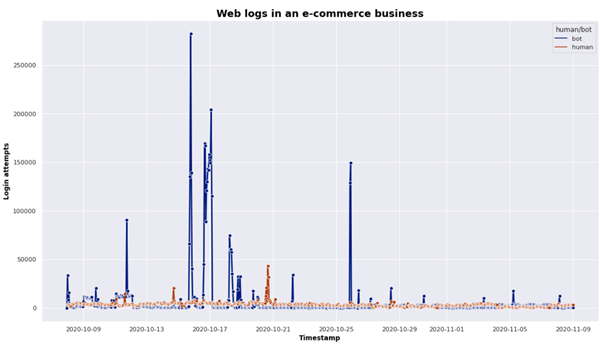 Web logs in an e-commerce business
human/bot
bot
human
Login attempts
250000
200000
150000
100000
50000
0
2020-10-09 2020-10-13 2020-10-17 2020-10-21 2020-10-25 2020-10-29 2020-11-01 2020-11-05 2020-11-09
Timestamp